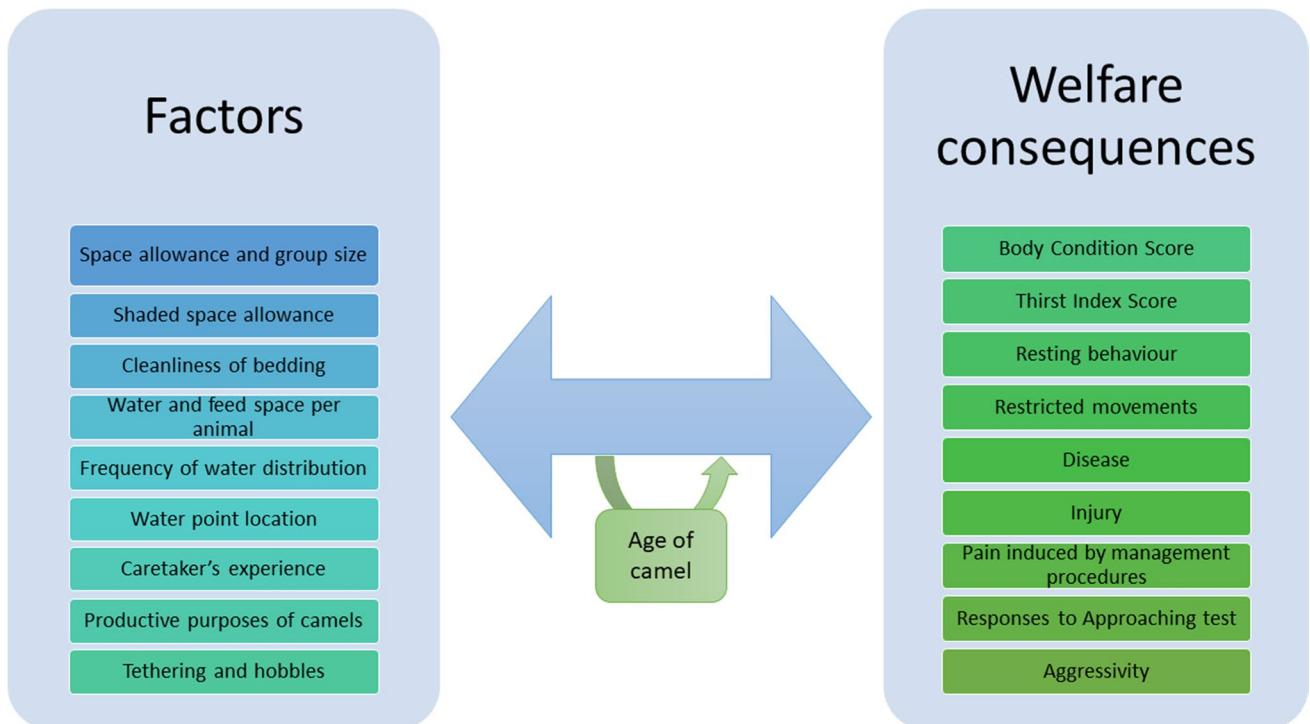 Factors
Space allowance and group size
Shaded space allowance
Cleanliness of bedding
Water and feed space per
animal
Frequency of water distribution
Water point location
Caretaker's experience
Productive purposes of camels
Tethering and hobbles
Age of
camel
Welfare
consequences
Body Condition Score
Thirst Index Score
Resting behaviour
Restricted movements
Disease
Injury
Pain induced by management
procedures
Responses to Approaching test
Aggressivity